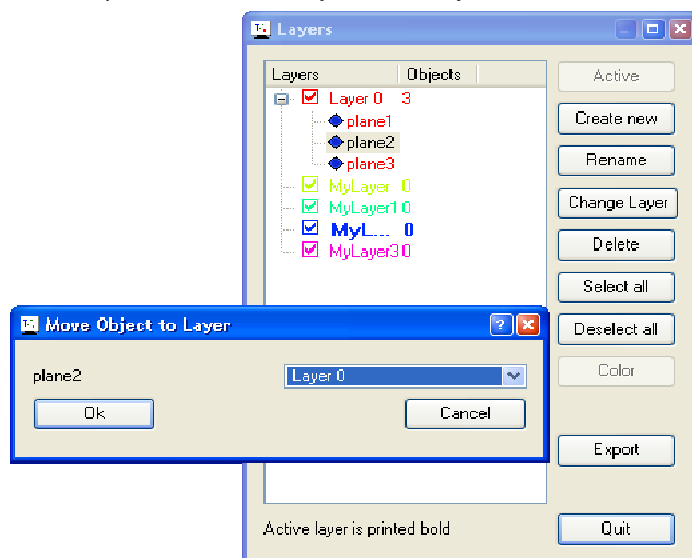 Layers
Layers Objects
Active
Layer 0 3
plane1
Create new
plane2
plane3
Rename
MyLayer 0
MyLayer1 0
Change Layer
MyL... 0
MyLayer3 0
Delete
Select all
Move Object to Layer
Deselect all
plane2 Layer 0
Color
Ok Cancel
Export
Active layer is printed bold
Quit